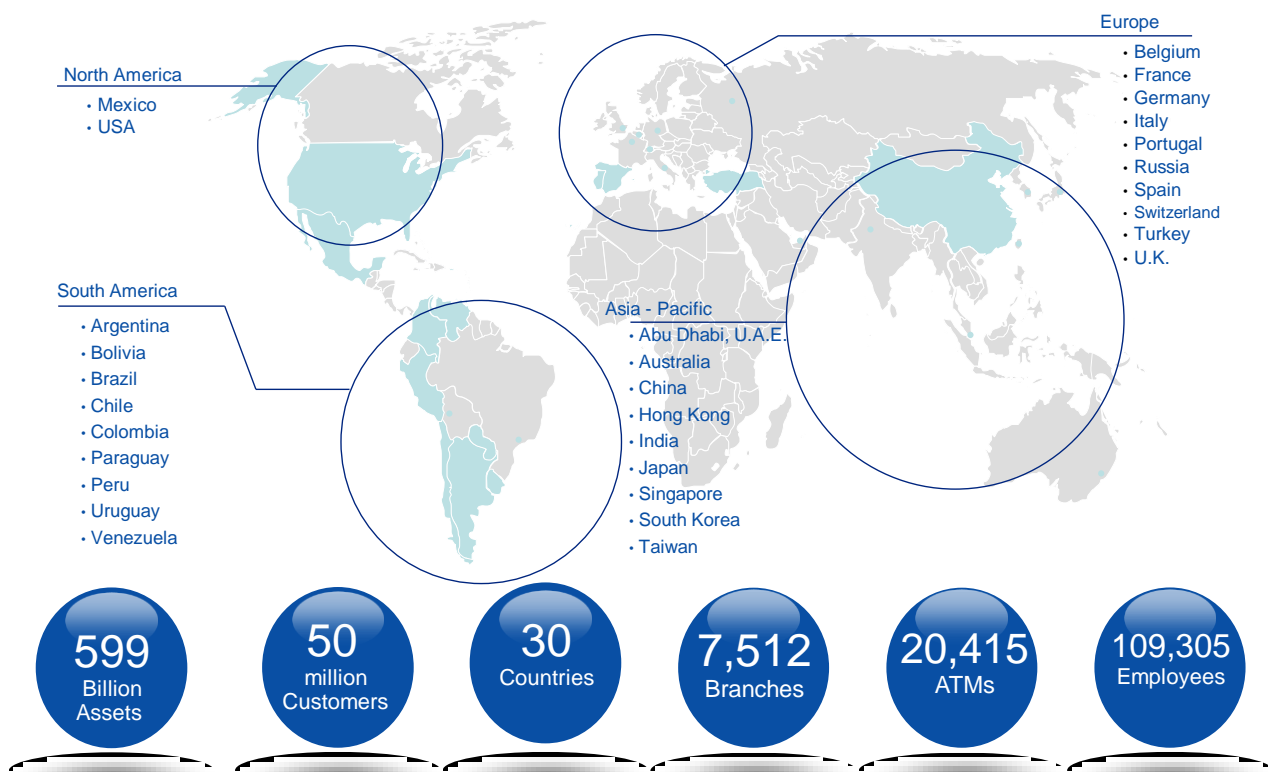 North America
• Mexico
• USA
Europe
• Belgium
• France
• Germany
• Italy
• Portugal
• Russia
• Spain
• Switzerland
• Turkey
• U.K.
South America
• Argentina
• Bolivia
• Brazil
• Chile
• Colombia
• Paraguay
• Peru
• Uruguay
• Venezuela
Asia - Pacific
• Abu Dhabi, U.A.E.
• Australia
• China
• Hong Kong
• India
• Japan
• Singapore
• South Korea
• Taiwan
599
Billion
Assets
50
million
Customers
30
Countries
7,512
Branches
20,415
ATMs
109,305
Employees